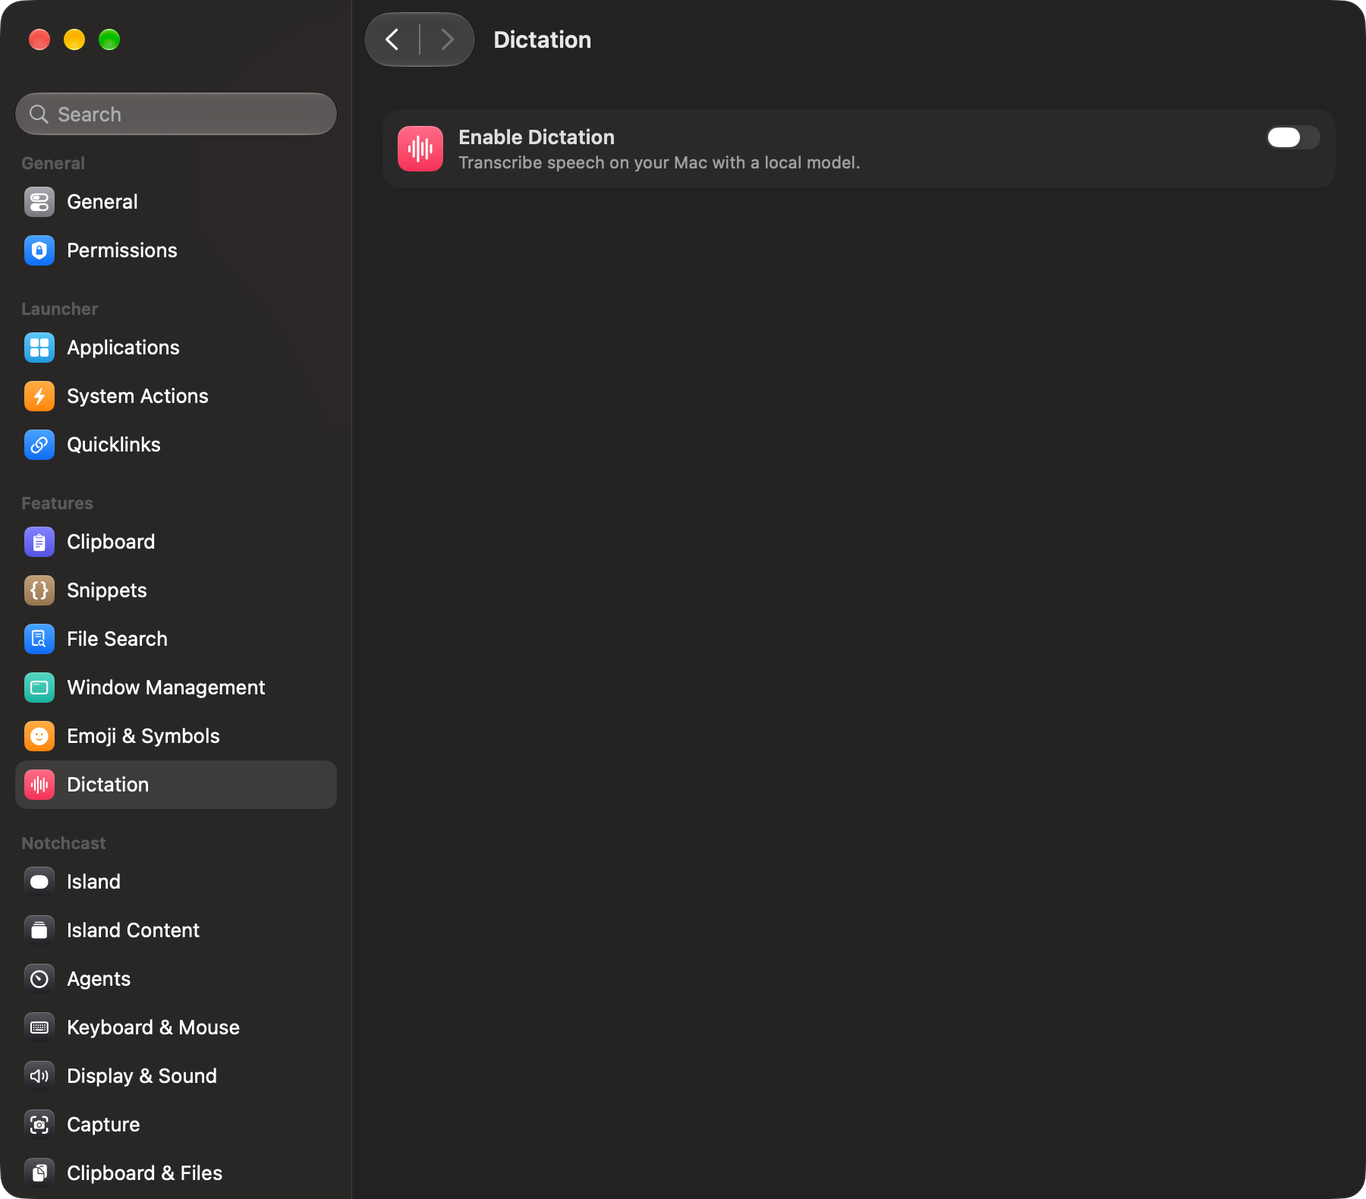 Dictation
Search
General
General
Permissions
Launcher
Applications
System Actions
Quicklinks
Features
Clipboard
Snippets
File Search
Window Management
Emoji & Symbols
Dictation
Notchcast
Island
Island Content
Agents
Keyboard & Mouse
Display & Sound
Capture
Clipboard & Files
Enable Dictation
Transcribe speech on your Mac with a local model.